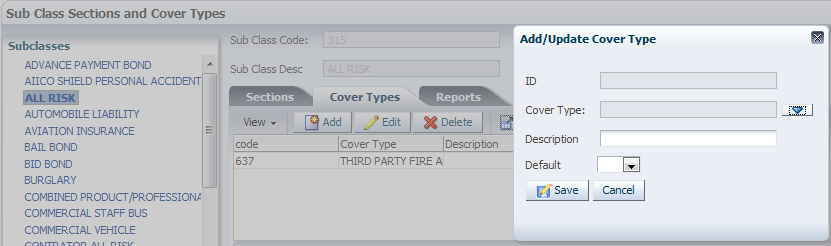 Sub Class Sections and Cover Types
Subclasses
ADVANCE PAYMENT BOND
AIICO SHIELD PERSONAL ACCIDENT
ALL RISK
AUTOMOBILE LIABILITY
AVIATION INSURANCE
BAIL BOND
BID BOND
BURGLARY
COMBINED PRODUCT/PROFESSIONA
COMMERCIAL STAFF BUS
COMMERCIAL VEHICLE
CONTRATOR ALL RISK
Sub Class Code: 315
Sub Class Desc ALL RISK
Sections Cover Types Reports
View Add Edit Delete
code Cover Type Description
637 THIRD PARTY FIRE A
Add/Update Cover Type
ID
Cover Type:
Description
Default
Save Cancel